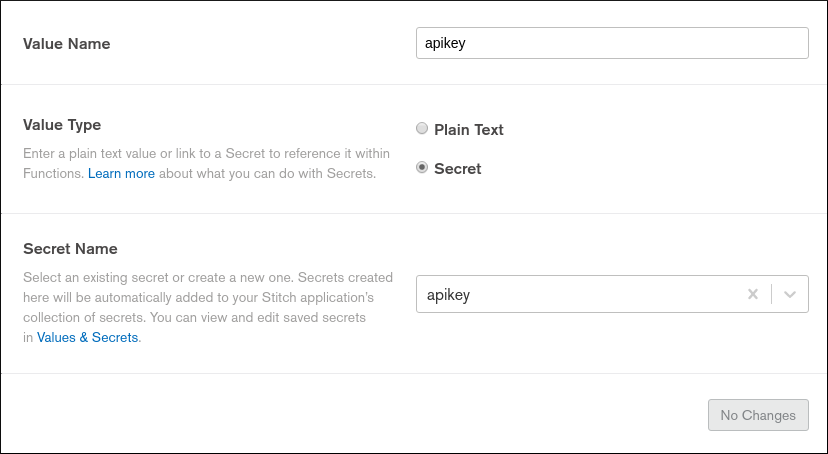 Value Name
apikey
Value Type
Enter a plain text value or link to a Secret to reference it within
Functions. Learn more about what you can do with Secrets.
Plain Text
Secret
Secret Name
Select an existing secret or create a new one. Secrets created
here will be automatically added to your Stitch application's
collection of secrets. You can view and edit saved secrets
in Values & Secrets.
apikey
No Changes